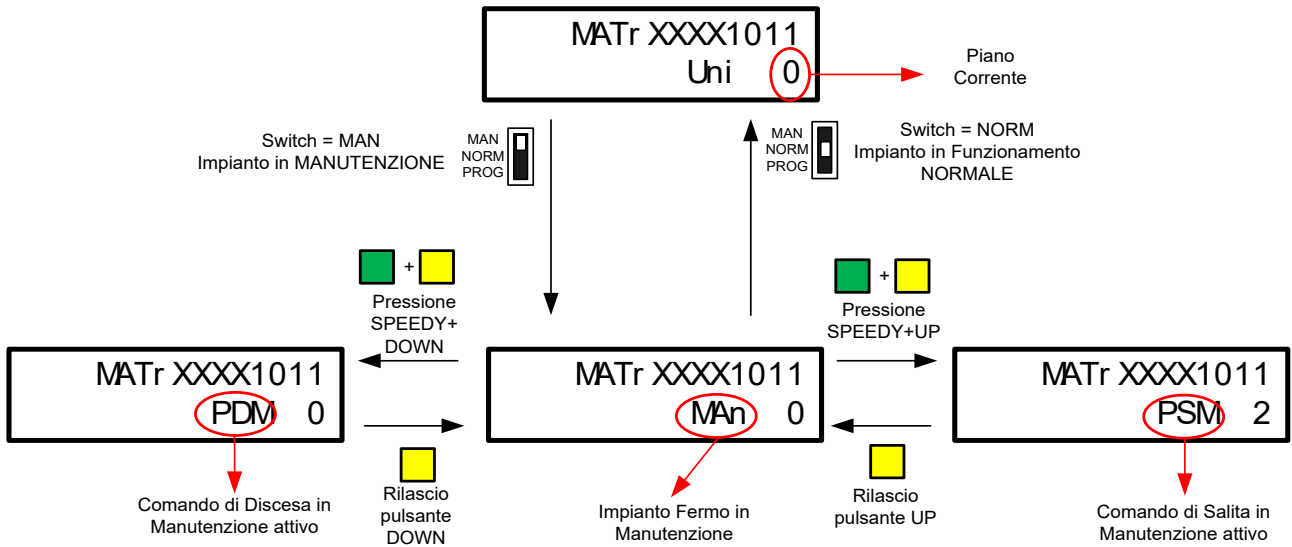 MATr XXXX1011
Uni 0
Piano
Corrente
Switch = MAN
Impianto in MANUTENZIONE
MAN
NORM
PROG
MAN
NORM
PROG
Switch = NORM
Impianto in Funzionamento
NORMALE
+
Pressione
SPEEDY+
DOWN
+
Pressione
SPEEDY+UP
MATr XXXX1011
PDM 0
MATr XXXX1011
MAn 0
MATr XXXX1011
PSM 2
Rilascio
pulsante
DOWN
Rilascio
pulsante UP
Comando di Discesa in
Manutenzione attivo
Impianto Fermo in
Manutenzione
Comando di Salita in
Manutenzione attivo